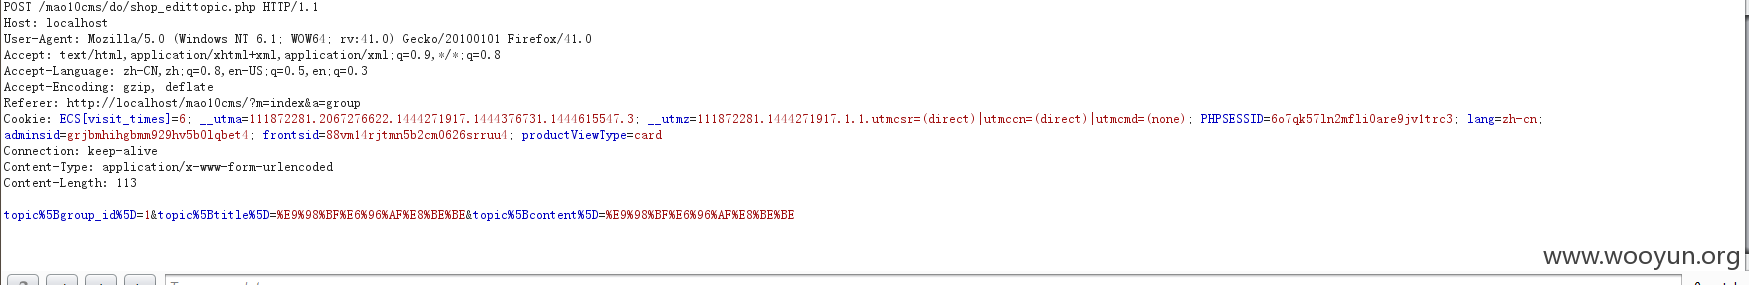 POST /mao10cms/do/shop_edittopic.php HTTP/1.1
Host: localhost
User-Agent: Mozilla/5.0 (Windows NT 6.1; WOW64; rv:41.0) Gecko/20100101 Firefox/41.0
Accept: text/html,application/xhtml+xml,application/xml;q=0.9,*/*;q=0.8
Accept-Language: zh-CN,zh;q=0.8,en-US;q=0.5,en;q=0.3
Accept-Encoding: gzip, deflate
Referer: http://localhost/mao10cms/?m=index&a=group
Cookie: ECS[visit_times]=6; __utma=111872281.2067276622.1444271917.1444376731.1444615547.3; __utmz=111872281.1444271917.1.1.utmcsr=(direct)|utmccn=(direct)|utmcmd=(none); PHPSESSID=6o7qk57ln2mfli0are9jv1trc3; lang=zh-cn;
adminsid=grjbmhihgbmm929hv5b0lqbet4; frontsid=88vm14rjtmn5b2cm0626srruu4; productViewType=card
Connection: keep-alive
Content-Type: application/x-www-form-urlencoded
Content-Length: 113
topic%5Bgroup_id%5D=1&topic%5Btitle%5D=%E9%98%BF%E6%96%AF%E8%BE%BE&topic%5Bcontent%5D=%E9%98%BF%E6%96%AF%E8%BE%BE
www.wooyun.org